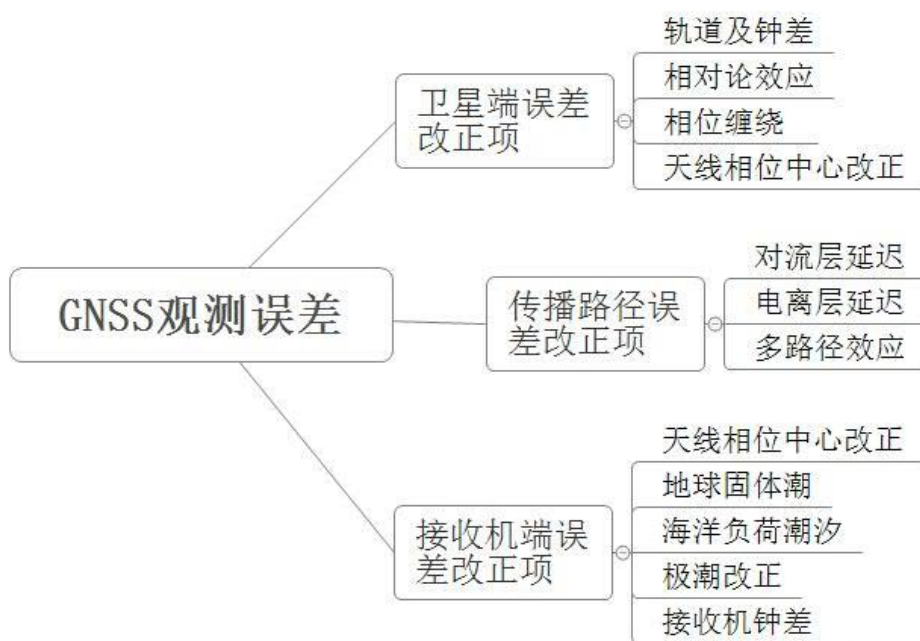 GNSS观测误差
卫星端误差
改正项
轨道及钟差
相对论效应
相位缠绕
天线相位中心改正
传播路径误
差改正项
对流层延迟
电离层延迟
多路径效应
接收机端误
差改正项
天线相位中心改正
地球固体潮
海洋负荷潮汐
极潮改正
接收机钟差